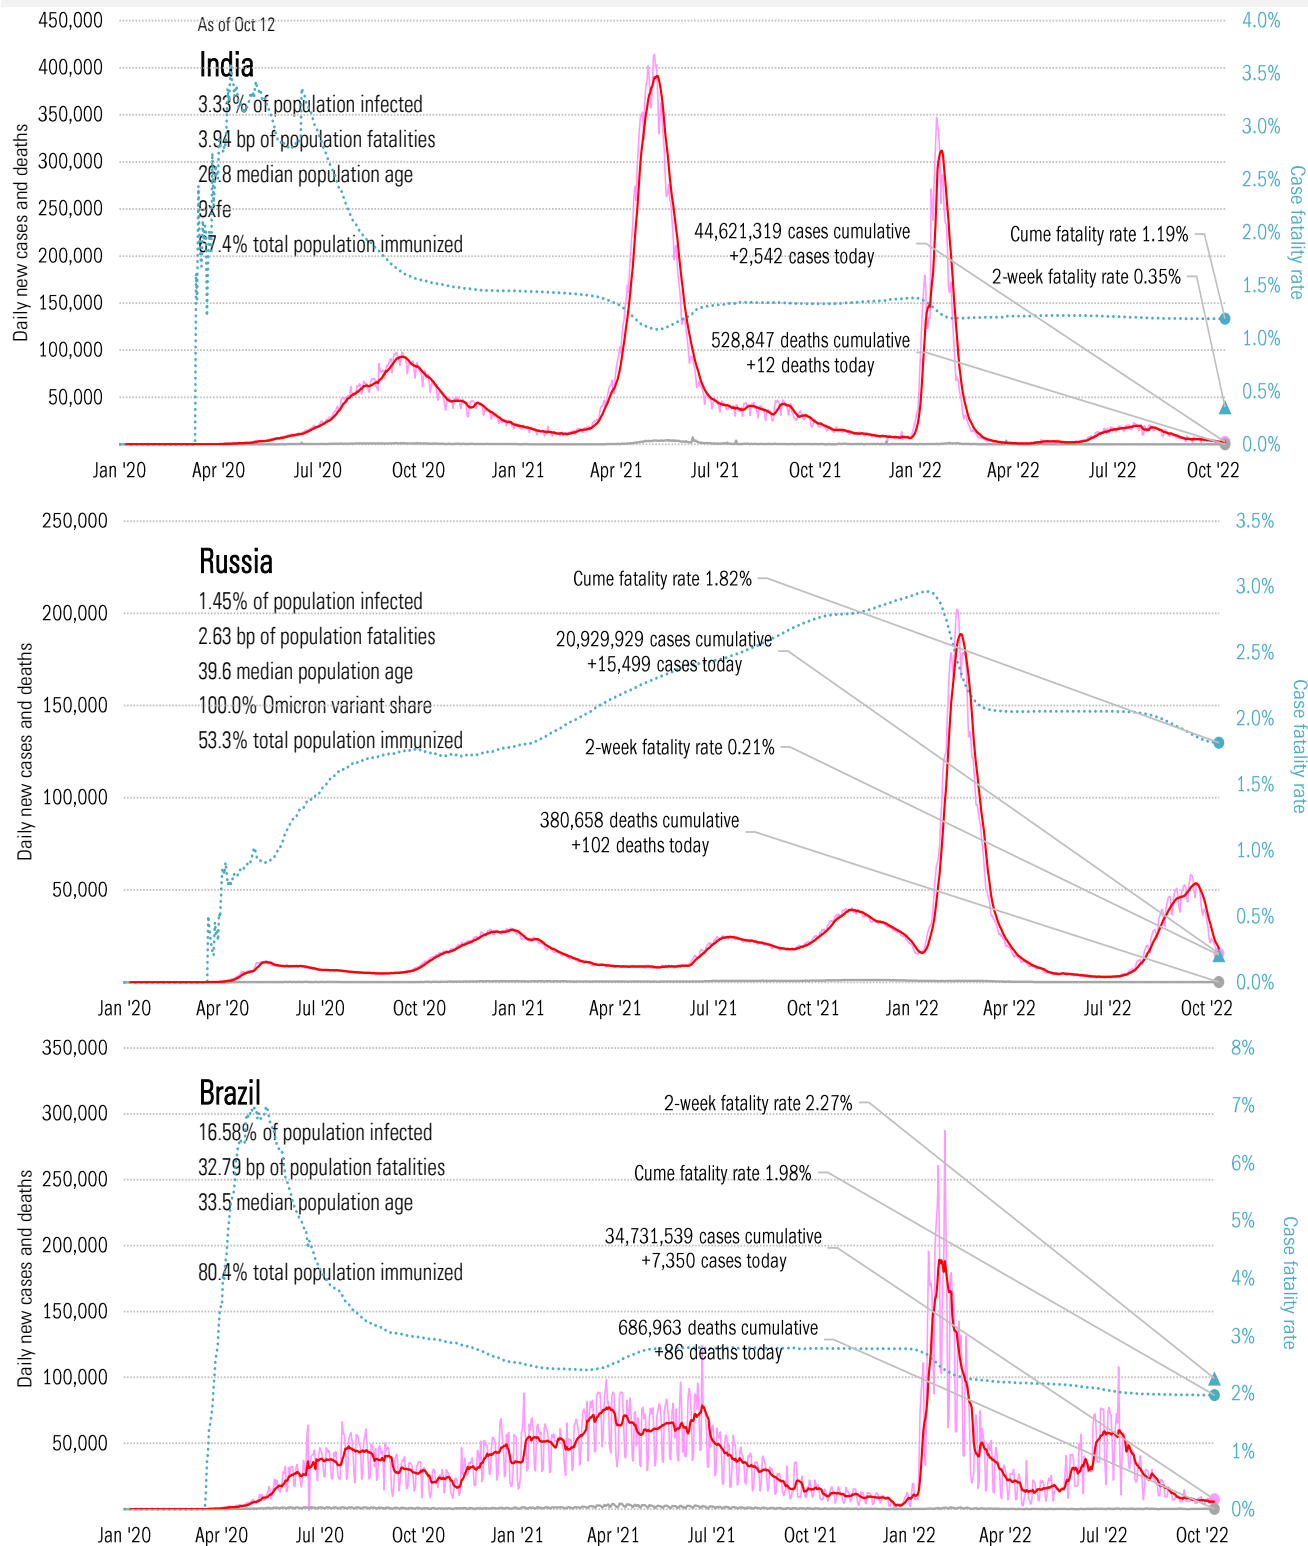 As of Oct 12
India
3.33% of population infected
3.94 bp of population fatalities
28.8 median population age
0xfe
67.4% total population immunized
450,000
400,000
350,000
300,000
250,000
200,000
150,000
100,000
50,000
Daily new cases and deaths
4.0%
3.5%
3.0%
2.5%
2.0%
1.5%
1.0%
0.5%
0.0%
Case fatality rate
44,621,319 cases cumulative
+2,542 cases today
Cume fatality rate 1.19%
2-week fatality rate 0.35%
528,847 deaths cumulative
+12 deaths today
Jan '20 Apr '20 Jul '20 Oct '20 Jan '21 Apr '21 Jul '21 Oct '21 Jan '22 Apr '22 Jul '22 Oct '22
Russia
1.45% of population infected
2.63 bp of population fatalities
39.6 median population age
100.0% Omicron variant share
53.3% total population immunized
250,000
200,000
150,000
100,000
50,000
Daily new cases and deaths
3.5%
3.0%
2.5%
2.0%
1.5%
1.0%
0.5%
0.0%
Case fatality rate
Cume fatality rate 1.82%
20,929,929 cases cumulative
+15,499 cases today
2-week fatality rate 0.21%
380,658 deaths cumulative
+102 deaths today
Jan '20 Apr '20 Jul '20 Oct '20 Jan '21 Apr '21 Jul '21 Oct '21 Jan '22 Apr '22 Jul '22 Oct '22
Brazil
16.58% of population infected
32.79 bp of population fatalities
33.5 median population age
80.4% total population immunized
350,000
300,000
250,000
200,000
150,000
100,000
50,000
Daily new cases and deaths
8%
7%
6%
5%
4%
3%
2%
1%
0%
Case fatality rate
2-week fatality rate 2.27%
Cume fatality rate 1.98%
34,731,539 cases cumulative
+7,350 cases today
686,963 deaths cumulative
+86 deaths today
Jan '20 Apr '20 Jul '20 Oct '20 Jan '21 Apr '21 Jul '21 Oct '21 Jan '22 Apr '22 Jul '22 Oct '22